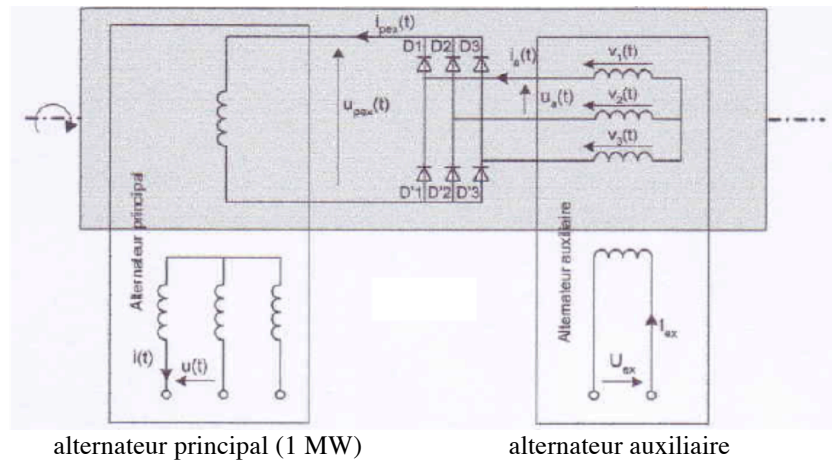 i_pex(t)
D1 D2 D3
i_a(t)
v_1(t)
u_pex(t)
u_a(t)
v_2(t)
v_3(t)
D'1 D'2 D'3
Alternateur principal
Alternateur auxiliaire
i(t)
u(t)
I_ex
U_ex
alternateur principal (1 MW)
alternateur auxiliaire